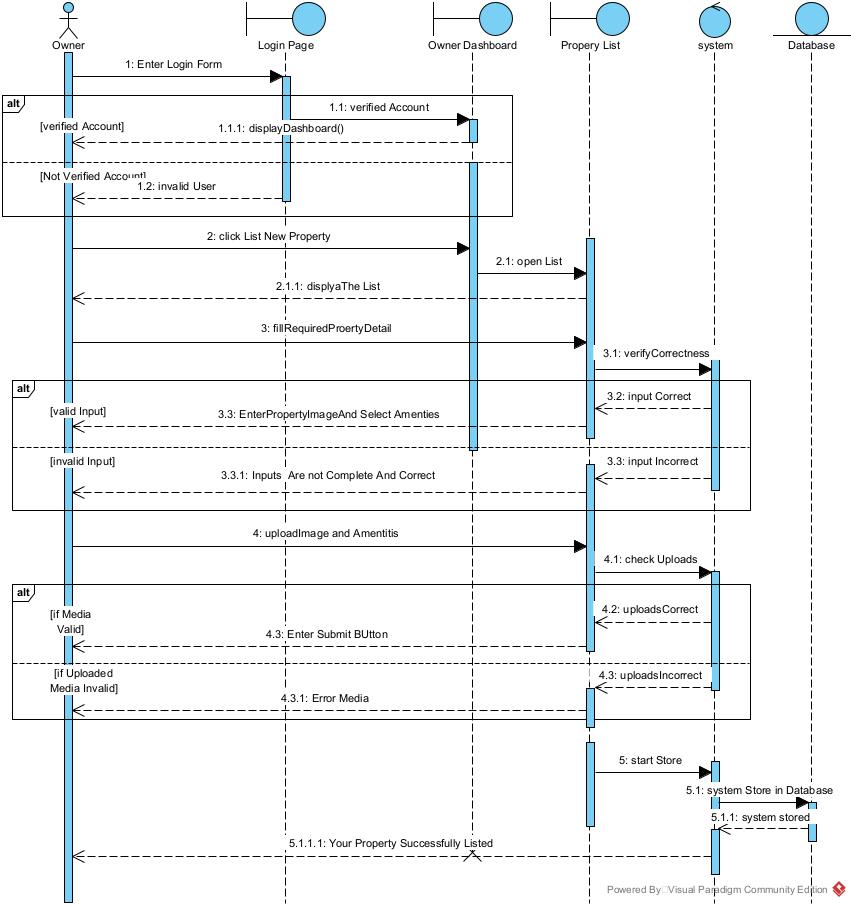 Owner
Login Page
Owner Dashboard
Propery List
system
Database
1: Enter Login Form
alt
1.1: verified Account
[verified Account]
1.1.1: displayDashboard()
[Not Verified Account]
1.2: invalid User
2: click List New Property
2.1: open List
2.1.1: displyaThe List
3: fillRequiredProertyDetail
3.1: verifyCorrectness
alt
3.2: input Correct
[valid Input]
3.3: EnterPropertyImageAnd Select Amenties
[invalid Input]
3.3: input Incorrect
3.3.1: Inputs Are not Complete And Correct
4: uploadImage and Amentitis
4.1: check Uploads
alt
[if Media
Valid]
4.2: uploadsCorrect
4.3: Enter Submit BUtton
[if Uploaded
Media Invalid]
4.3: uploadsIncorrect
4.3.1: Error Media
5: start Store
5.1: system Store in Database
5.1.1: system stored
5.1.1.1: Your Property Successfully Listed
Powered By Visual Paradigm Community Edition